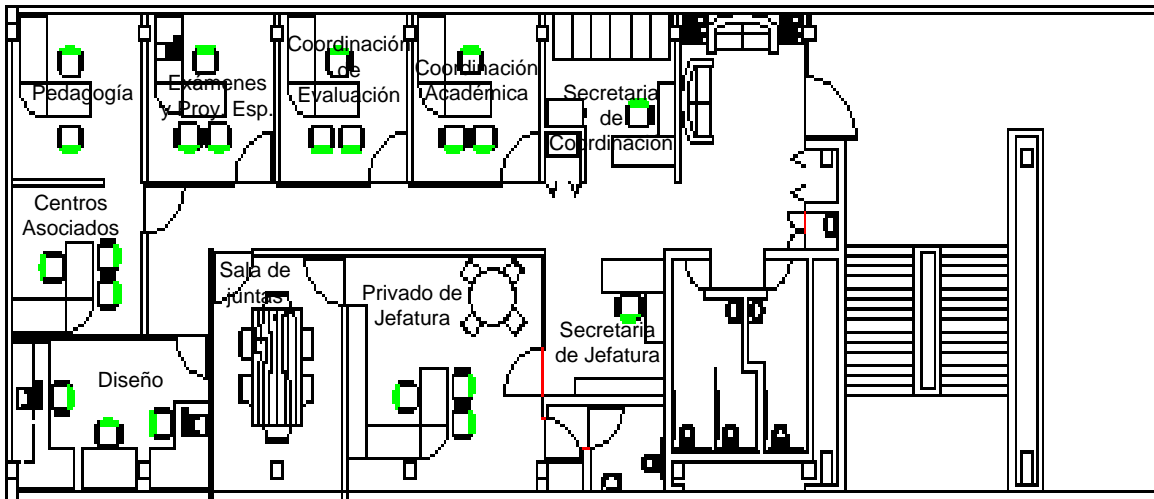 Pedagogía
Exámenes
y Proy. Esp.
Coordinación
de
Evaluación
Coordinación
Académica
Secretaria
de
Coordinación
Centros
Asociados
Sala de
juntas
Privado de
Jefatura
Secretaria
de Jefatura
Diseño